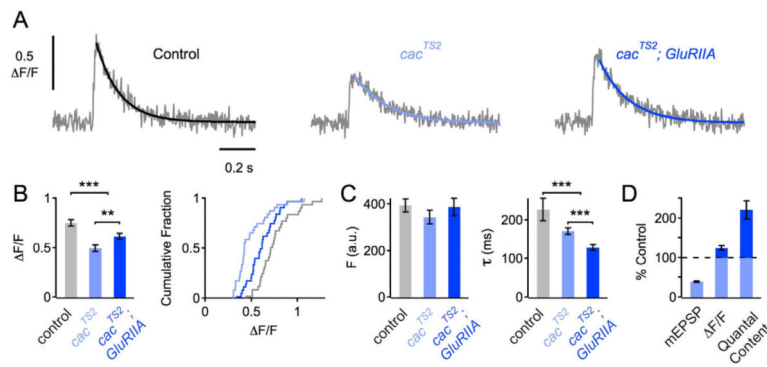 A
0.5
ΔF/F
Control
cac^TS2
cac^TS2; GluRIIA
0.2 s
B
***
**
ΔF/F
1
0.5
0
control
cac^TS2
cac^TS2;
GluRIIA
Cumulative Fraction
1
0
0
0.5
1
ΔF/F
C
F (a.u.)
400
200
0
control
cac^TS2
cac^TS2;
GluRIIA
***
***
τ (ms)
200
100
0
control
cac^TS2
cac^TS2;
GluRIIA
D
% Control
200
100
0
mEPSP
ΔF/F
Quantal
Content